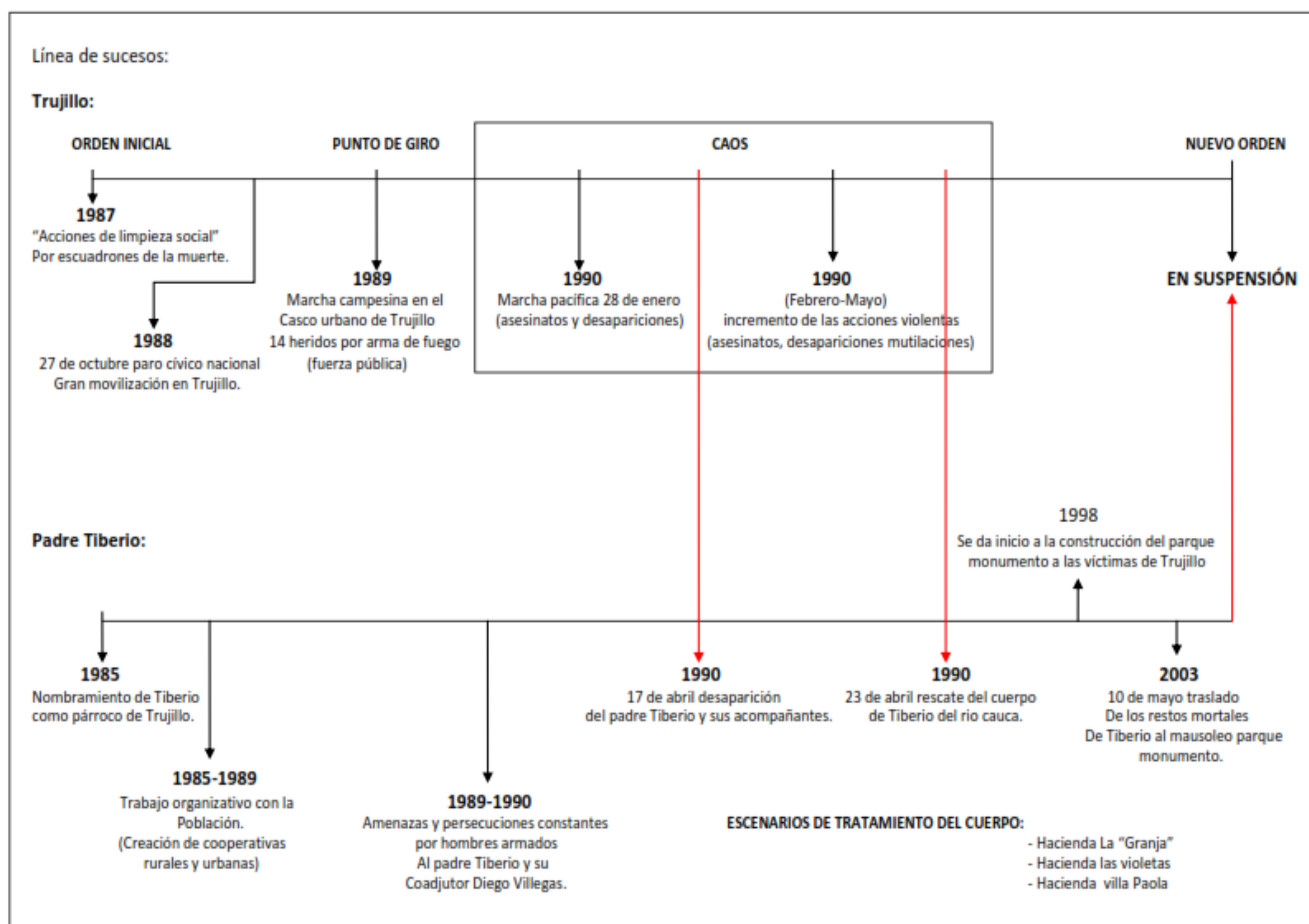 Línea de sucesos:
Trujillo:
ORDEN INICIAL
PUNTO DE GIRO
CAOS
NUEVO ORDEN
1987
“Acciones de limpieza social”
Por escuadrones de la muerte.
1988
27 de octubre paro cívico nacional
Gran movilización en Trujillo.
1989
Marcha campesina en el
Casco urbano de Trujillo
14 heridos por arma de fuego
(fuerza pública)
1990
Marcha pacífica 28 de enero
(asesinatos y desapariciones)
1990
(Febrero-Mayo)
incremento de las acciones violentas
(asesinatos, desapariciones mutilaciones)
EN SUSPENSIÓN
Padre Tiberio:
1998
Se da inicio a la construcción del parque
monumento a las víctimas de Trujillo
1985
Nombramiento de Tiberio
como párroco de Trujillo.
1985-1989
Trabajo organizativo con la
Población.
(Creación de cooperativas
rurales y urbanas)
1989-1990
Amenazas y persecuciones constantes
por hombres armados
Al padre Tiberio y su
Coadjutor Diego Villegas.
1990
17 de abril desaparición
del padre Tiberio y sus acompañantes.
1990
23 de abril rescate del cuerpo
de Tiberio del rio cauca.
2003
10 de mayo traslado
De los restos mortales
De Tiberio al mausoleo parque
monumento.
ESCENARIOS DE TRATAMIENTO DEL CUERPO:
- Hacienda La “Granja”
- Hacienda las violetas
- Hacienda villa Paola